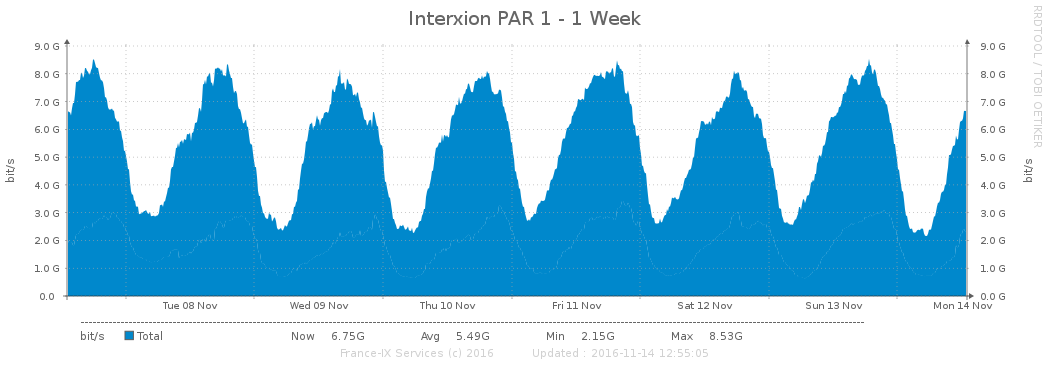 Interxion PAR 1 - 1 Week
RRDTOOL / TOBI OETIKER
bit/s
bit/s
9.0 G 9.0 G
8.0 G 8.0 G
7.0 G 7.0 G
6.0 G 6.0 G
5.0 G 5.0 G
4.0 G 4.0 G
3.0 G 3.0 G
2.0 G 2.0 G
1.0 G 1.0 G
0.0 0.0 G
Tue 08 Nov Wed 09 Nov Thu 10 Nov Fri 11 Nov Sat 12 Nov Sun 13 Nov Mon 14 Nov
bit/s Total Now 6.75G Avg 5.49G Min 2.15G Max 8.53G
France-IX Services (c) 2016 Updated : 2016-11-14 12:55:05